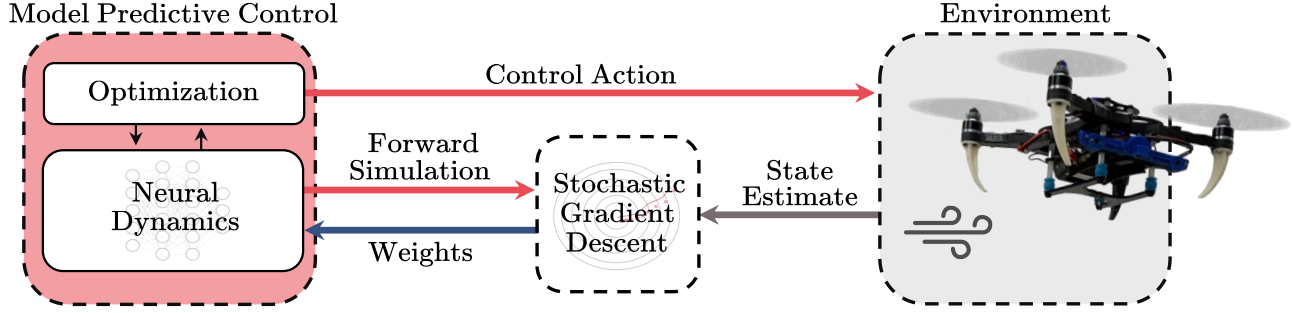 Model Predictive Control
Environment
Optimization
Control Action
Forward
Simulation
Neural
Dynamics
Stochastic
Gradient
Descent
State
Estimate
Weights